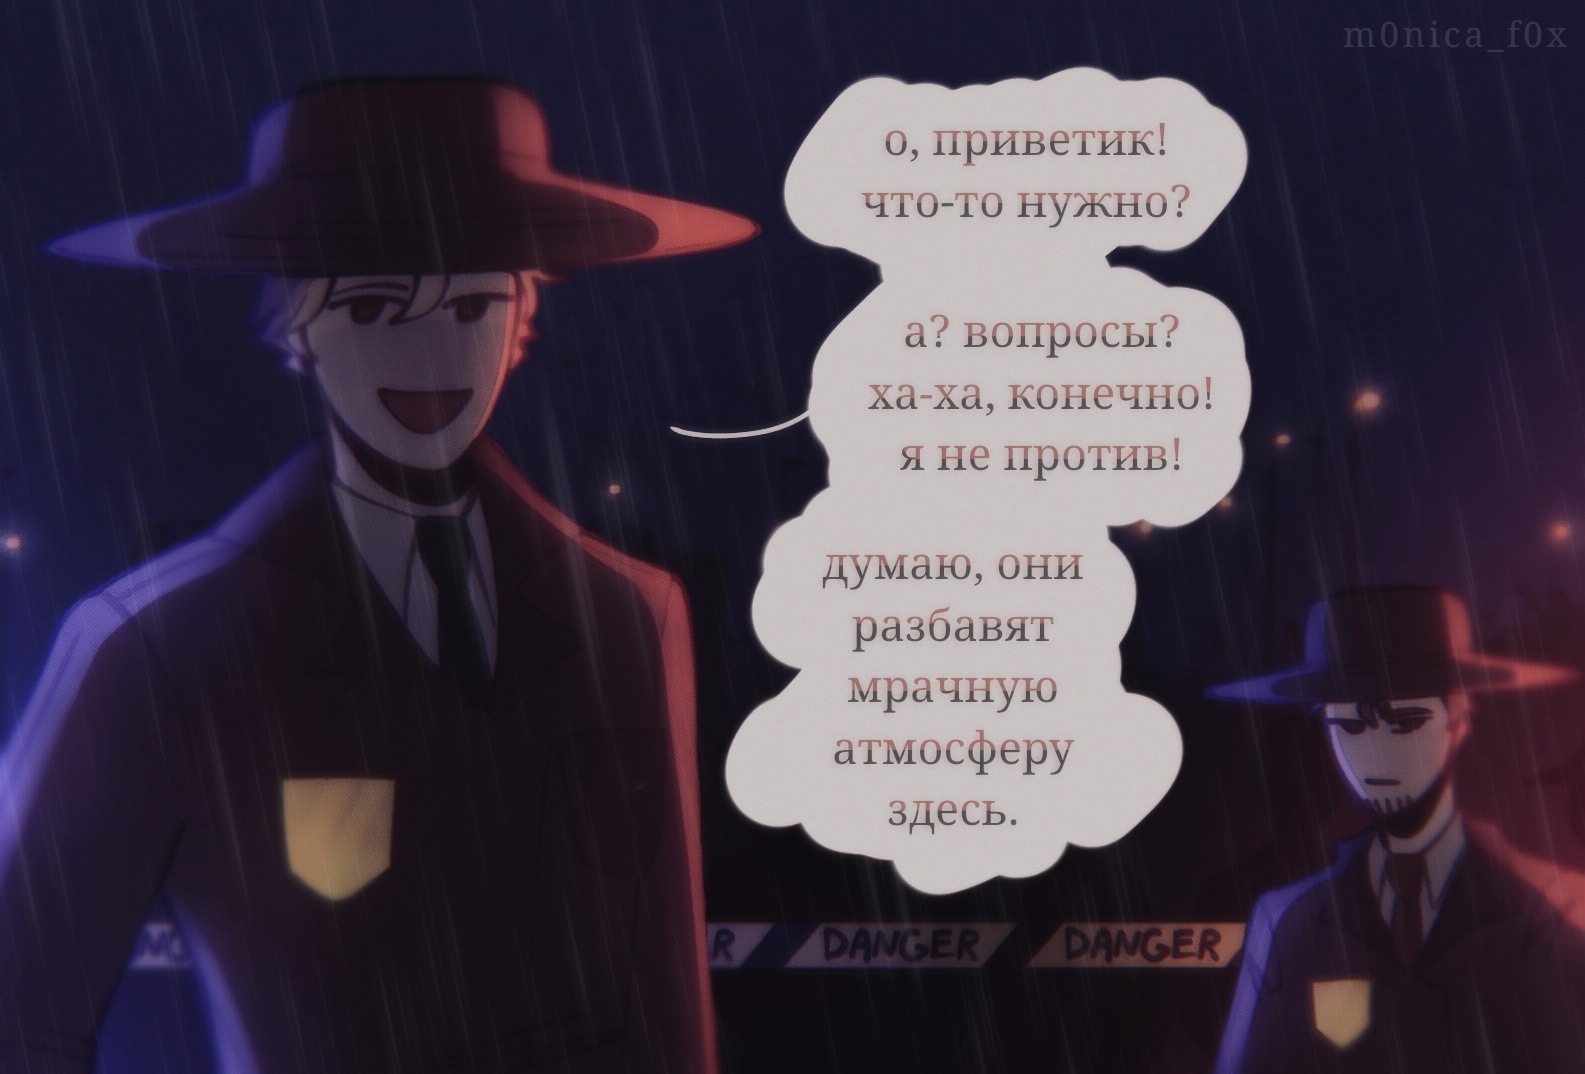 m0nica_f0x
о, приветик!
что-то нужно?
а? вопросы?
ха-ха, конечно!
я не против!
думаю, они
разбавят
мрачную
атмосферу
здесь.
DANGER DANGER